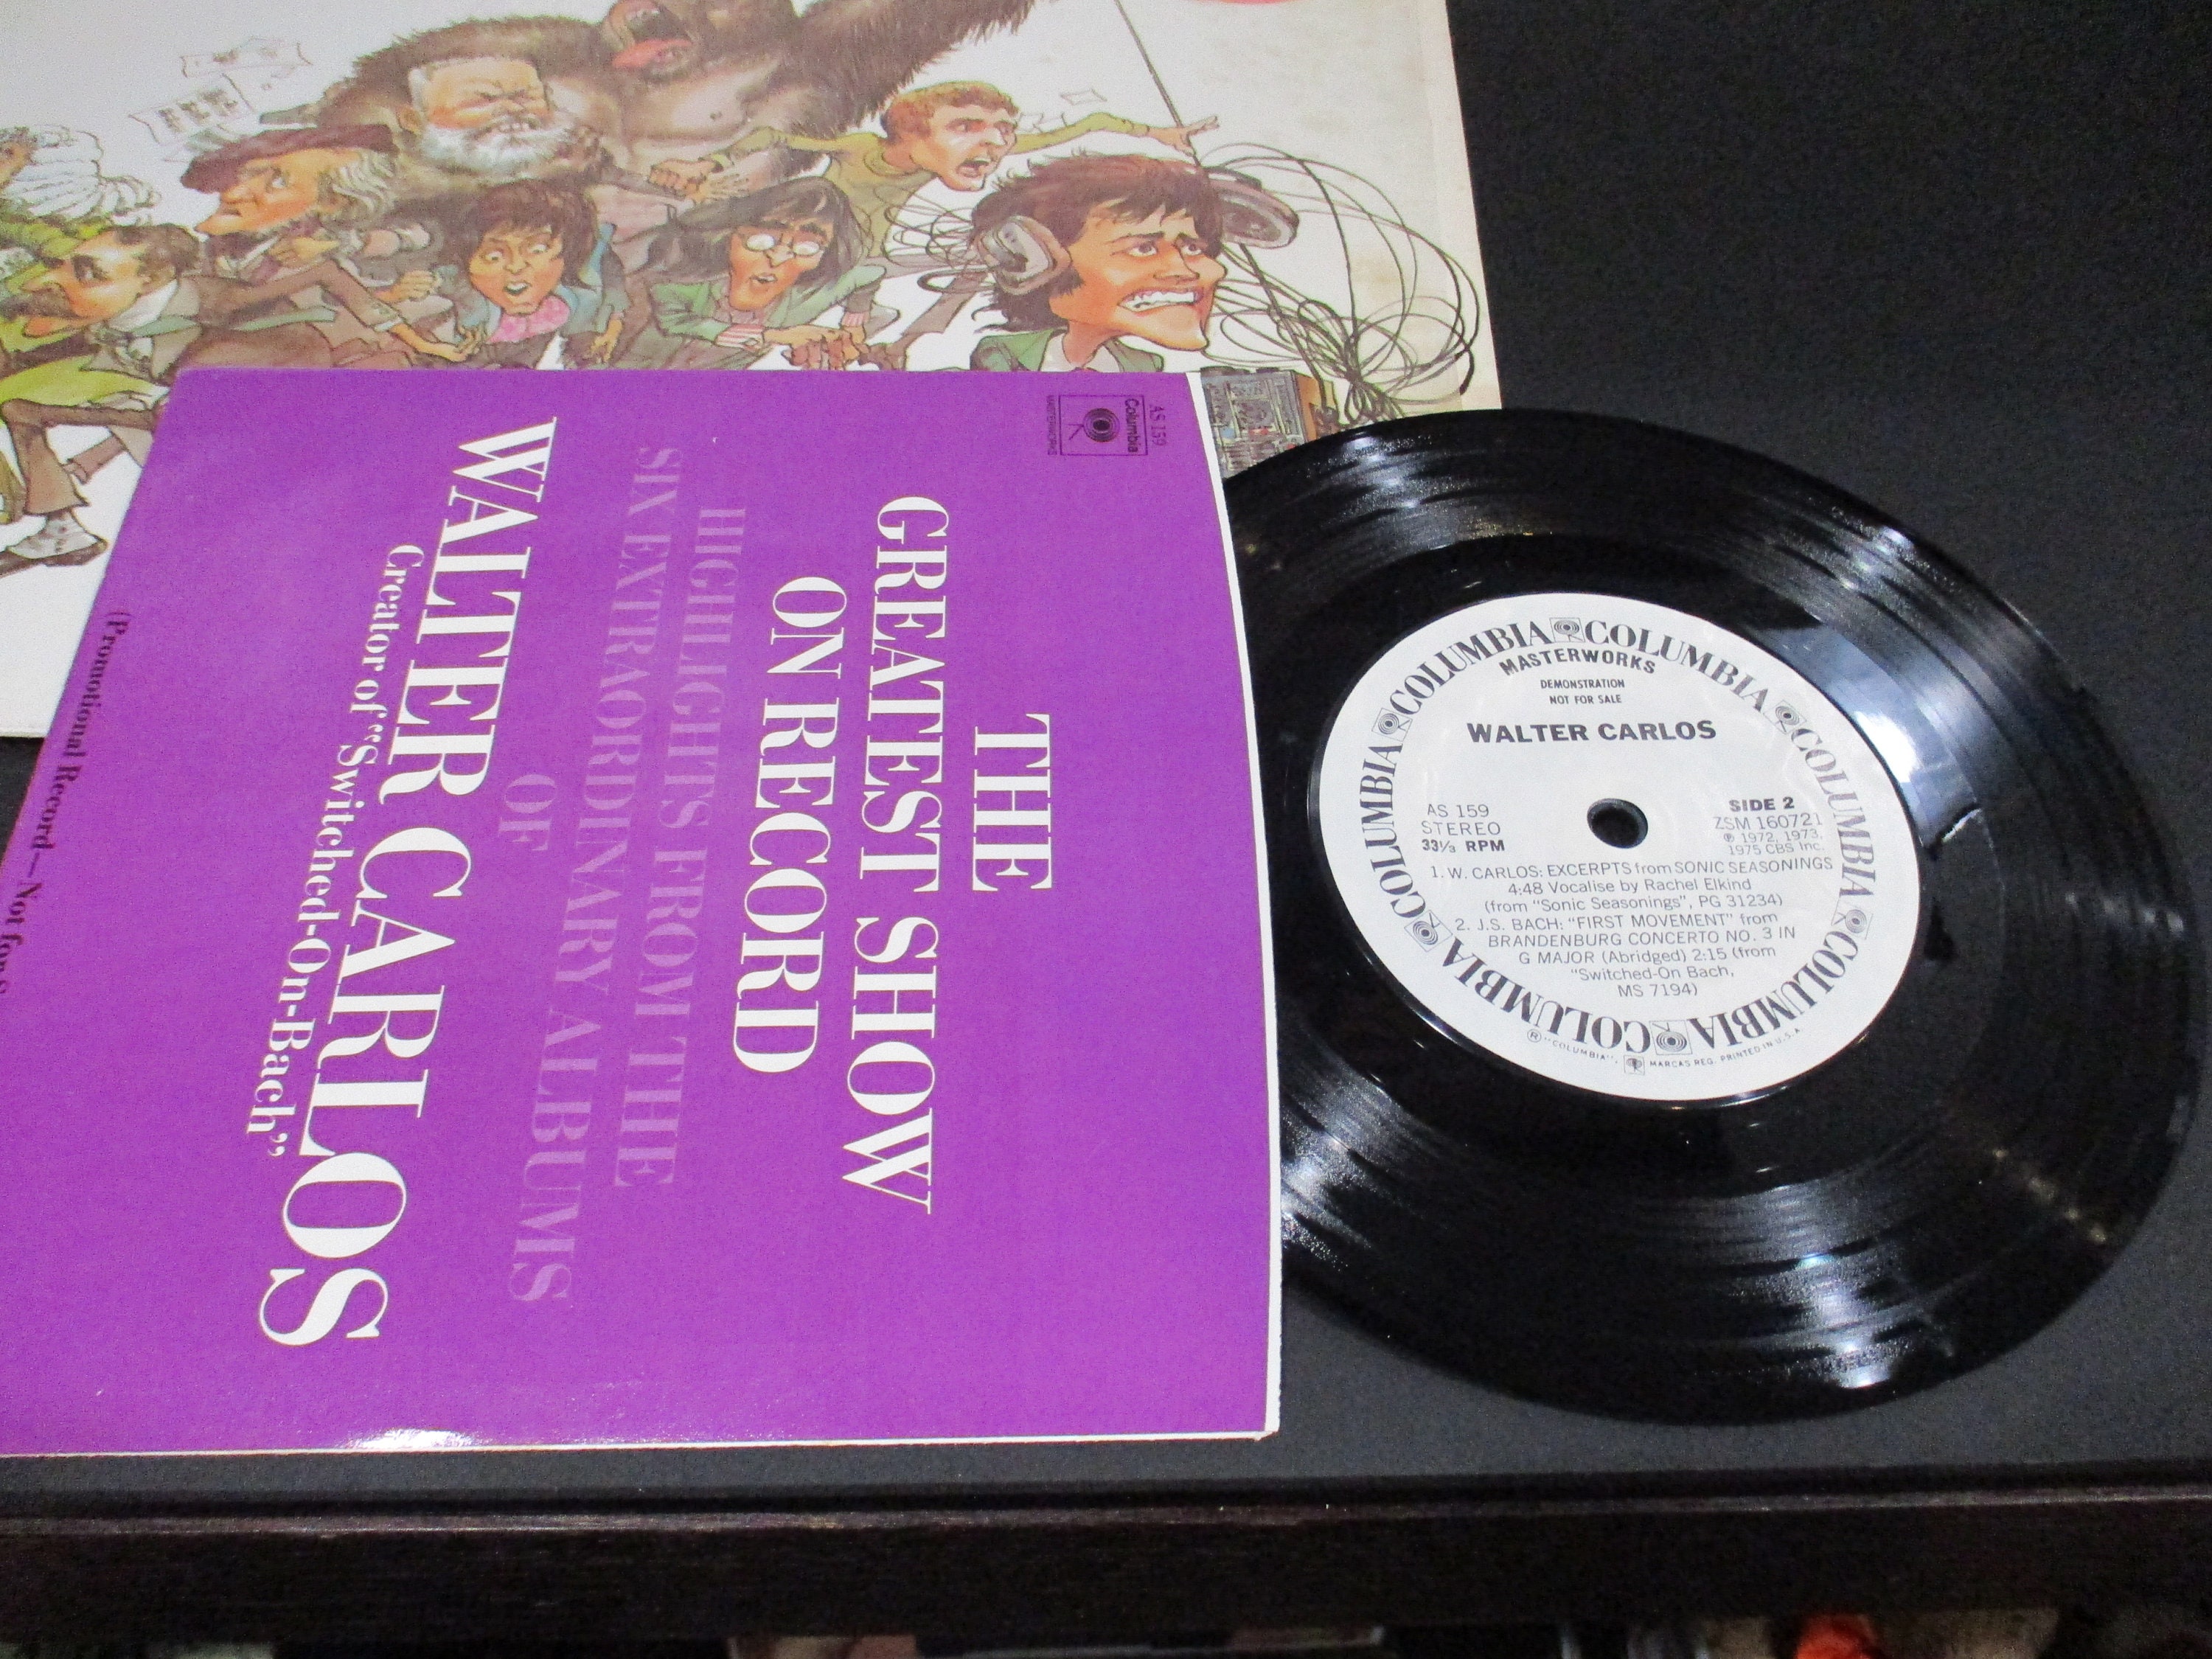 AS 159
Columbia
MASTERWORKS
THE
GREATEST SHOW
ON RECORD
HIGHLIGHTS FROM THE
SIX EXTRAORDINARY ALBUMS
OF
WALTER CARLOS
Creator of "Switched-On-Bach"
(Promotional Record—Not for S
COLUMBIA COLUMBIA COLUMBIA COLUMBIA COLUMBIA COLUMBIA COLUMBIA
MASTERWORKS
DEMONSTRATION
NOT FOR SALE
WALTER CARLOS
AS 159
STEREO
33⅓ RPM
SIDE 2
ZSM 160721
℗ 1972, 1973,
1975 CBS Inc.
1. W. CARLOS: EXCERPTS from SONIC SEASONINGS
4:48 Vocalise by Rachel Elkind
(from "Sonic Seasonings", PG 31234)
2. J.S. BACH: "FIRST MOVEMENT" from
BRANDENBURG CONCERTO NO. 3 IN
G MAJOR (Abridged) 2:15 (from
"Switched-On Bach,
MS 7194)
® "COLUMBIA", MARCAS REG. PRINTED IN U.S.A.